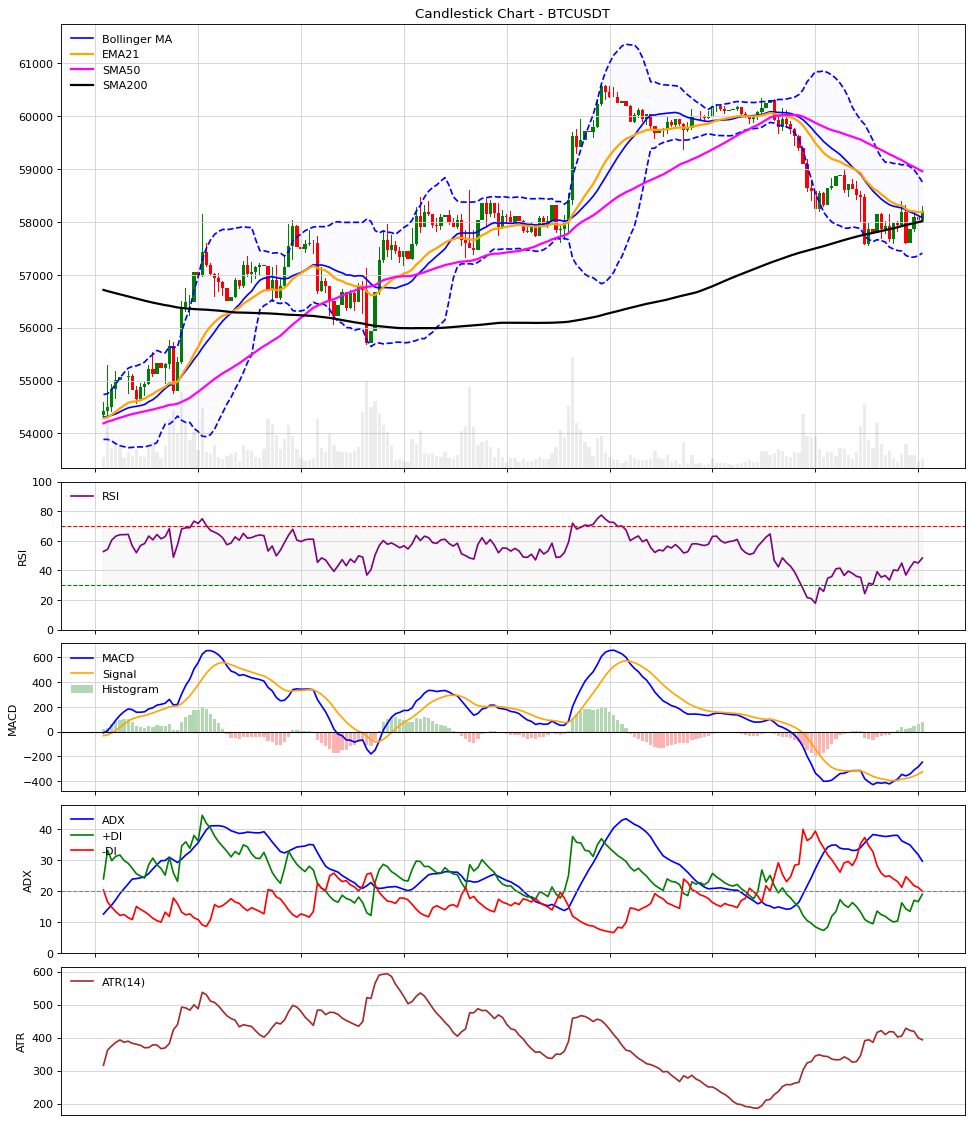 Candlestick Chart - BTCUSDT
Bollinger MA
EMA21
SMA50
SMA200
61000
60000
59000
58000
57000
56000
55000
54000
RSI
100
80
60
40
20
0
RSI
MACD
Signal
Histogram
600
400
200
0
−200
−400
MACD
ADX
+DI
-DI
40
30
20
10
0
ADX
ATR(14)
600
500
400
300
200
ATR